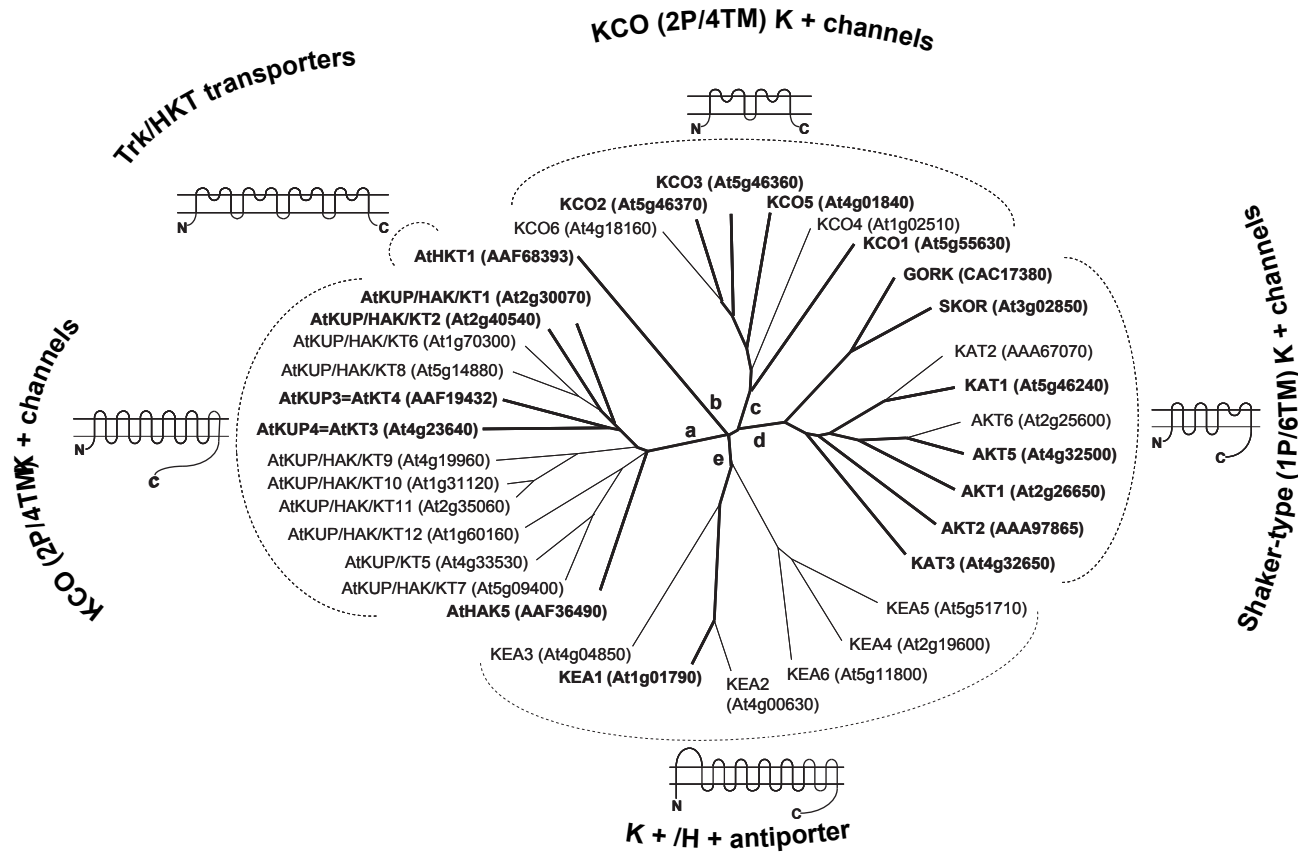 KCO (2P/4TM) K + channels
Trk/HKT transporters
N
C
N
C
KCO3 (At5g46360)
KCO2 (At5g46370)
KCO5 (At4g01840)
KCO6 (At4g18160)
KCO4 (At1g02510)
KCO1 (At5g55630)
AtHKT1 (AAF68393)
GORK (CAC17380)
SKOR (At3g02850)
KAT2 (AAA67070)
KAT1 (At5g46240)
AKT6 (At2g25600)
AKT5 (At4g32500)
AKT1 (At2g26650)
AKT2 (AAA97865)
KAT3 (At4g32650)
Shaker-type (1P/6TM) K + channels
N
C
AtKUP/HAK/KT1 (At2g30070)
AtKUP/HAK/KT2 (At2g40540)
AtKUP/HAK/KT6 (At1g70300)
AtKUP/HAK/KT8 (At5g14880)
AtKUP3=AtKT4 (AAF19432)
AtKUP4=AtKT3 (At4g23640)
AtKUP/HAK/KT9 (At4g19960)
AtKUP/HAK/KT10 (At1g31120)
AtKUP/HAK/KT11 (At2g35060)
AtKUP/HAK/KT12 (At1g60160)
AtKUP/KT5 (At4g33530)
AtKUP/HAK/KT7 (At5g09400)
AtHAK5 (AAF36490)
KCO (2P/4TM) K + channels
N
C
a
b
c
d
e
KEA5 (At5g51710)
KEA4 (At2g19600)
KEA3 (At4g04850)
KEA1 (At1g01790)
KEA6 (At5g11800)
KEA2
(At4g00630)
N
C
K + /H + antiporter